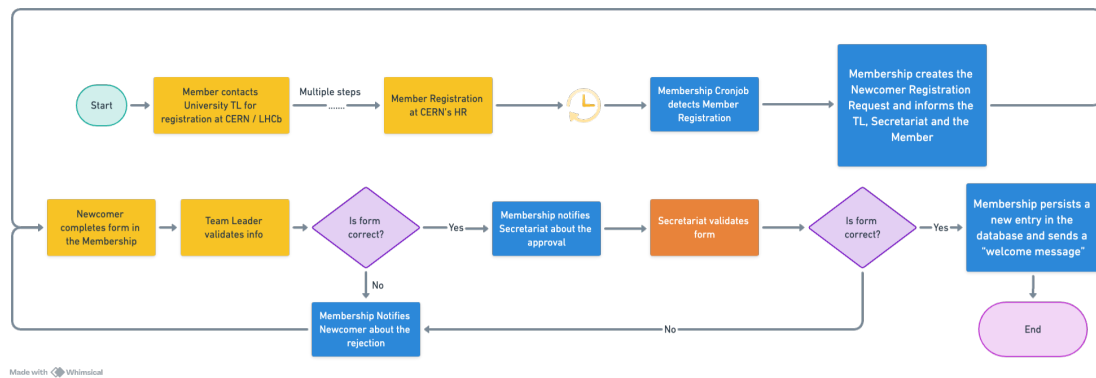 Start
Member contacts
University TL for
registration at CERN / LHCb
Multiple steps
.......
Member Registration
at CERN's HR
Membership Cronjob
detects Member
Registration
Membership creates the
Newcomer Registration
Request and informs the
TL, Secretariat and the
Member
Newcomer
completes form in
the Membership
Team Leader
validates info
Is form
correct?
Yes
Membership notifies
Secretariat about the
approval
Secretariat validates
form
Is form
correct?
Yes
Membership persists a
new entry in the
database and sends a
"welcome message"
No
Membership Notifies
Newcomer about the
rejection
No
End
Made with Whimsical